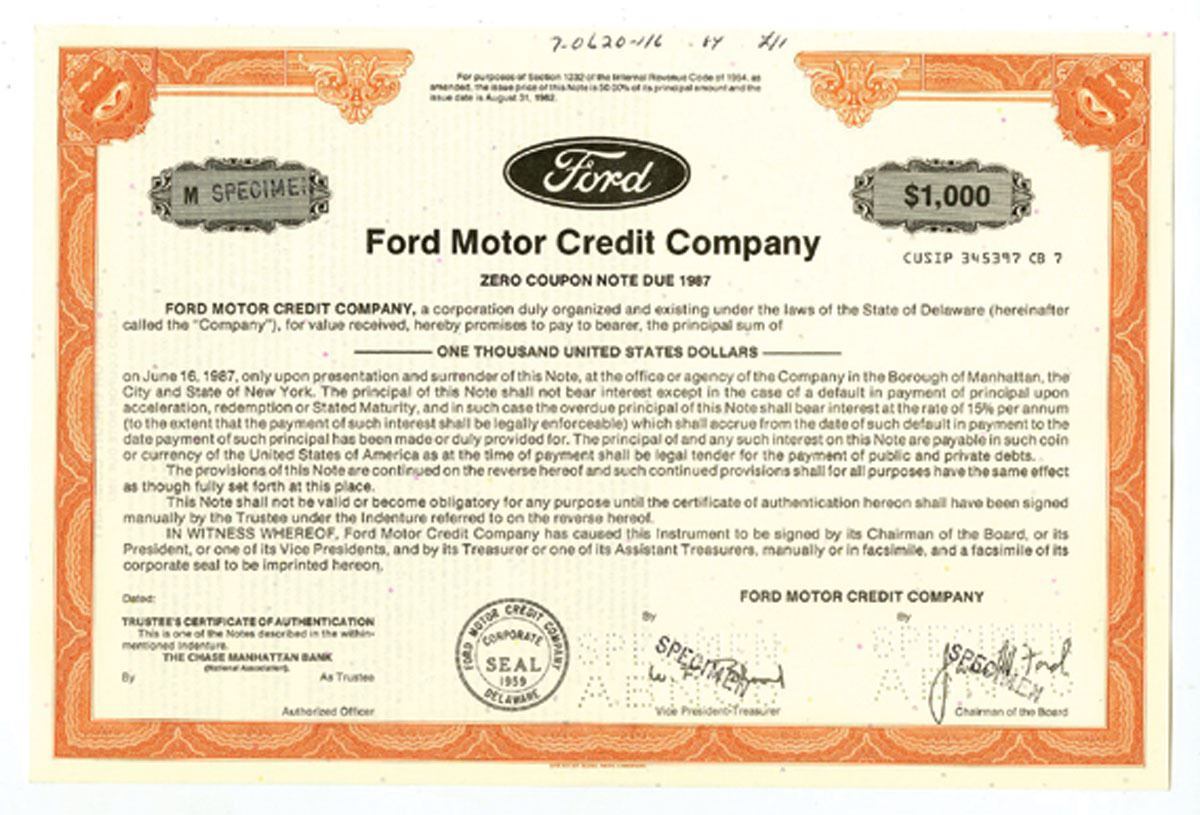 7-0620-116
For purposes of Section 1232 of the Internal Revenue Code of 1954, as
amended, the issue price of this Note is 50.00% of its principal amount and the
issue date is August 31, 1982.
M SPECIMEN
Ford
$1,000
Ford Motor Credit Company
CUSIP 345397 CB 7
ZERO COUPON NOTE DUE 1987
FORD MOTOR CREDIT COMPANY, a corporation duly organized and existing under the laws of the State of Delaware (hereinafter
called the "Company"), for value received, hereby promises to pay to bearer, the principal sum of
ONE THOUSAND UNITED STATES DOLLARS
on June 16, 1987, only upon presentation and surrender of this Note, at the office or agency of the Company in the Borough of Manhattan, the
City and State of New York. The principal of this Note shall not bear interest except in the case of a default in payment of principal upon
acceleration, redemption or Stated Maturity, and in such case the overdue principal of this Note shall bear interest at the rate of 15% per annum
(to the extent that the payment of such interest shall be legally enforceable) which shall accrue from the date of such default in payment to the
date payment of such principal has been made or duly provided for. The principal of and any such interest on this Note are payable in such coin
or currency of the United States of America as at the time of payment shall be legal tender for the payment of public and private debts.
The provisions of this Note are continued on the reverse hereof and such continued provisions shall for all purposes have the same effect
as though fully set forth at this place.
This Note shall not be valid or become obligatory for any purpose until the certificate of authentication hereon shall have been signed
manually by the Trustee under the Indenture referred to on the reverse hereof.
IN WITNESS WHEREOF, Ford Motor Credit Company has caused this Instrument to be signed by its Chairman of the Board, or its
President, or one of its Vice Presidents, and by its Treasurer or one of its Assistant Treasurers, manually or in facsimile, and a facsimile of its
corporate seal to be imprinted hereon.
Dated:
FORD MOTOR CREDIT COMPANY
TRUSTEE'S CERTIFICATE OF AUTHENTICATION
This is one of the Notes described in the within-
mentioned Indenture.
THE CHASE MANHATTAN BANK
(National Association),
By As Trustee
Authorized Officer
FORD MOTOR CREDIT COMPANY
CORPORATE
SEAL
1959
DELAWARE
By
SPECIMEN
Vice President-Treasurer
By
SPECIMEN
Chairman of the Board